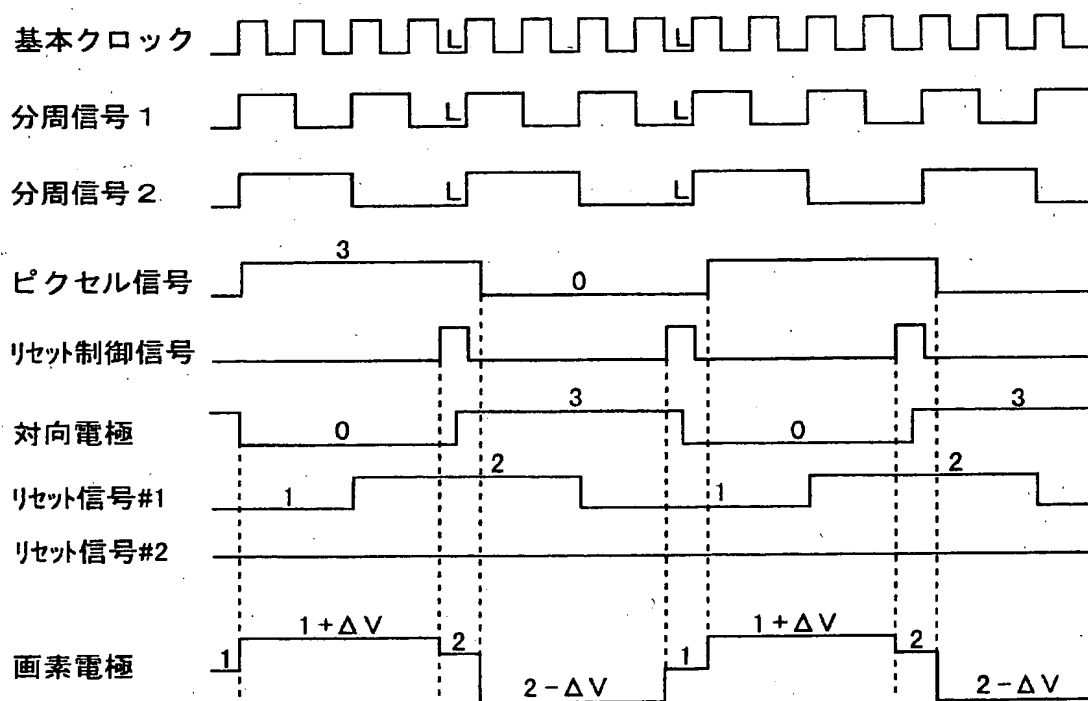 基本クロック L L
分周信号1 L L
分周信号2 L L
ピクセル信号 3 0
リセット制御信号
対向電極 0 3 0 3
リセット信号#1 1 2 1 2
リセット信号#2
画素電極 1 1+ΔV 2 2-ΔV 1 1+ΔV 2 2-ΔV